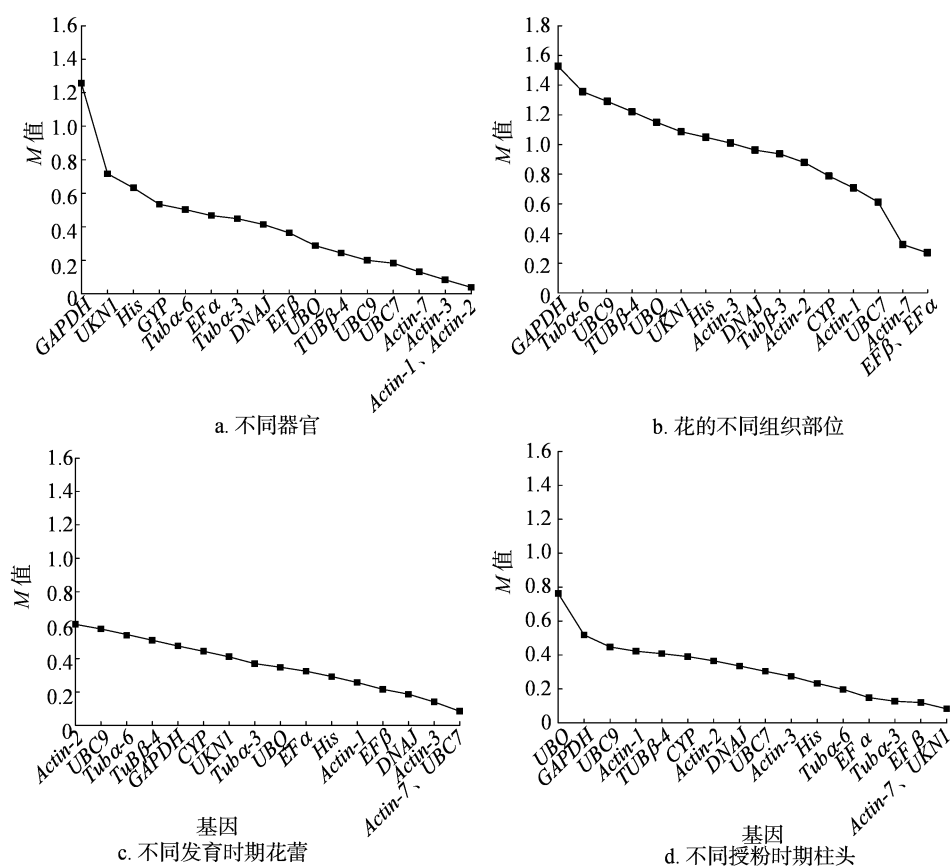 1.6
1.4
1.2
1.0
0.8
0.6
0.4
0.2
0
M 值
GAPDH
UKN1
His
GYP
Tubα-6
EFα
Tubα-3
DNAJ
EFβ
UBQ
TUBβ-4
UBC9
UBC7
Actin-7
Actin-3
Actin-1、Actin-2
a. 不同器官
1.8
1.6
1.4
1.2
1.0
0.8
0.6
0.4
0.2
0
M 值
GAPDH
Tubα-6
UBC9
TUBβ-4
UBQ
UKN1
His
Actin-3
DNAJ
Tubβ-3
Actin-2
CYP
Actin-1
UBC7
Actin-7
EFβ、EFα
b. 花的不同组织部位
1.6
1.4
1.2
1.0
0.8
0.6
0.4
0.2
0
M 值
Actin-2
UBC9
Tubα-6
TuBβ-4
GAPDH
CYP
UKN1
Tubα-3
UBQ
EFα
His
Actin-1
EFβ
DNAJ
Actin-3
Actin-7、UBC7
基因
c. 不同发育时期花蕾
1.6
1.4
1.2
1.0
0.8
0.6
0.4
0.2
0
M 值
UBQ
GAPDH
UBC9
Actin-1
TUBβ-4
CYP
Actin-2
DNAJ
UBC7
Actin-3
His
Tubα-6
EFα
Tubα-3
EFβ
Actin-7、UKN1
基因
d. 不同授粉时期柱头